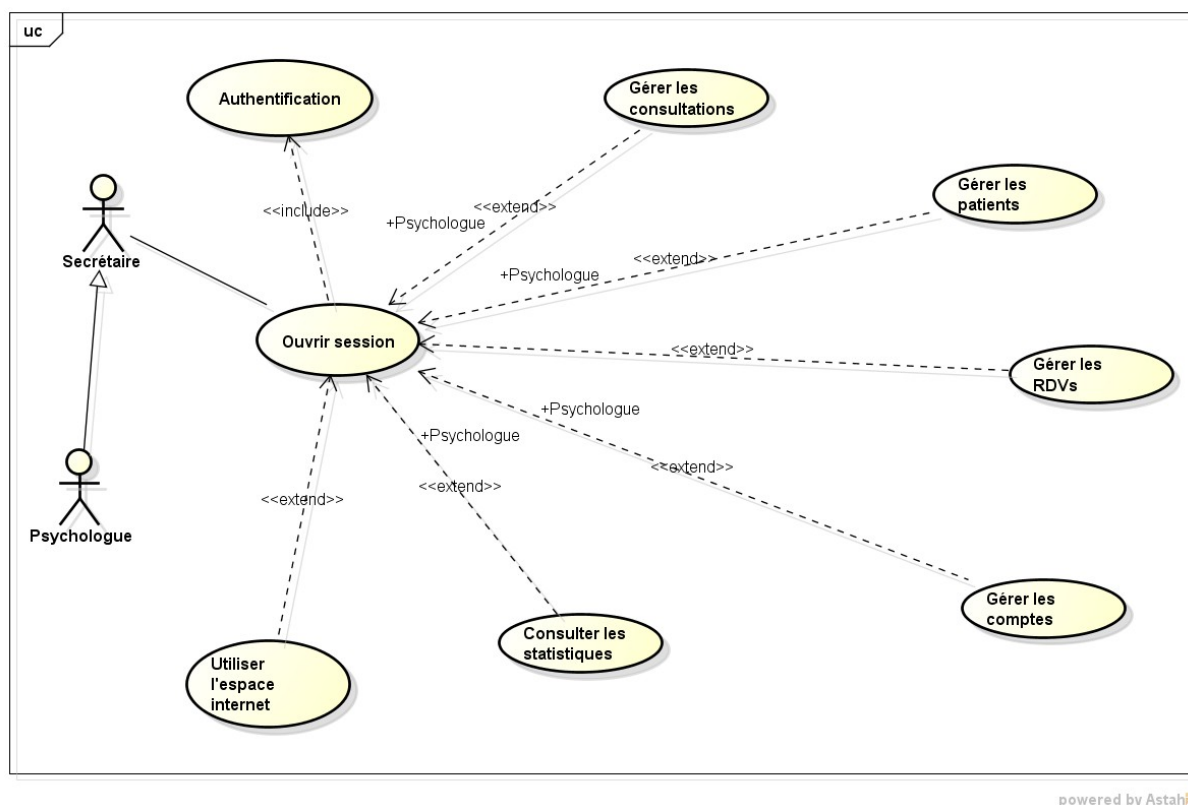 uc
Authentification
Gérer les
consultations
Gérer les
patients
<<include>>
<<extend>>
+Psychologue
Secrétaire
<<extend>>
+Psychologue
Ouvrir session
<<extend>>
Gérer les
RDVs
+Psychologue
+Psychologue
<<extend>>
<<extend>>
<<extend>>
Psychologue
Gérer les
comptes
Consulter les
statistiques
Utiliser
l'espace
internet
powered by Astah